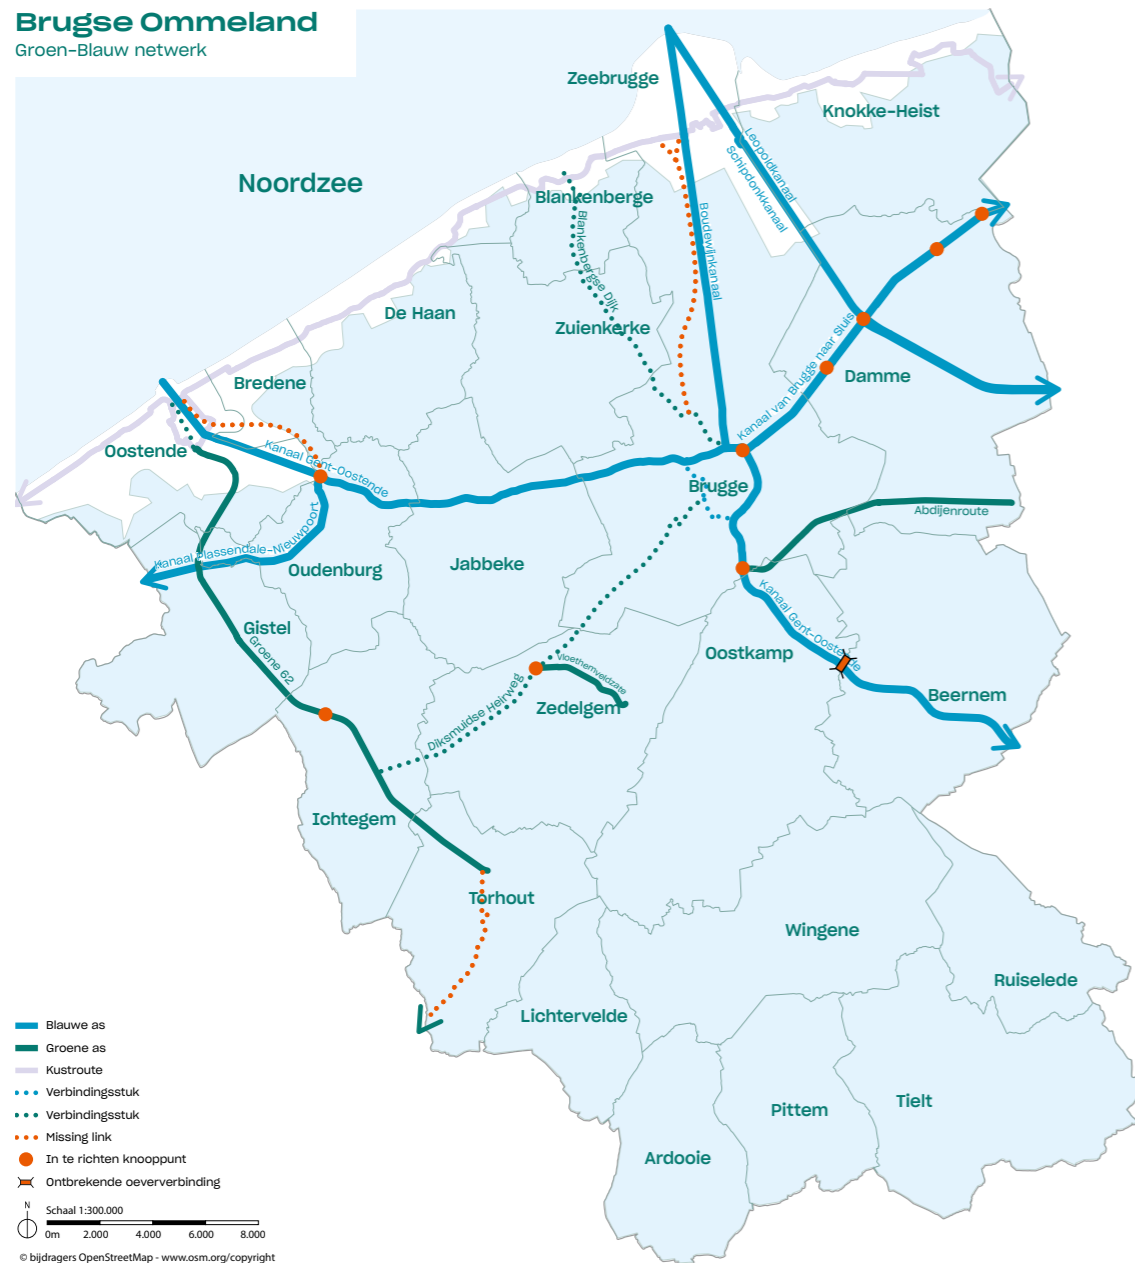 Brugse Ommeland
Groen-Blauw netwerk
Zeebrugge
Knokke-Heist
Noordzee
Leopoldkanaal
Schipdonkkanaal
Blankenberge
Boudewijnkanaal
Blankenbergse Dijk
De Haan
Zuienkerke
Kanaal van Brugge naar Sluis
Bredene
Damme
Oostende
Kanaal Gent-Oostende
Brugge
Abdijenroute
Kanaal Plassendale-Nieuwpoort
Oudenburg
Jabbeke
Kanaal Gent-Oostende
Gistel
Groene 62
Oostkamp
Vloethemveldzate
Zedelgem
Beernem
Diksmuidse Heirweg
Ichtegem
Torhout
Wingene
Ruiselede
Lichtervelde
Pittem
Tielt
Ardooie
Blauwe as
Groene as
Kustroute
Verbindingsstuk
Verbindingsstuk
Missing link
In te richten knooppunt
Ontbrekende oeververbinding
N
Schaal 1:300.000
0m 2.000 4.000 6.000 8.000
© bijdragers OpenStreetMap - www.osm.org/copyright